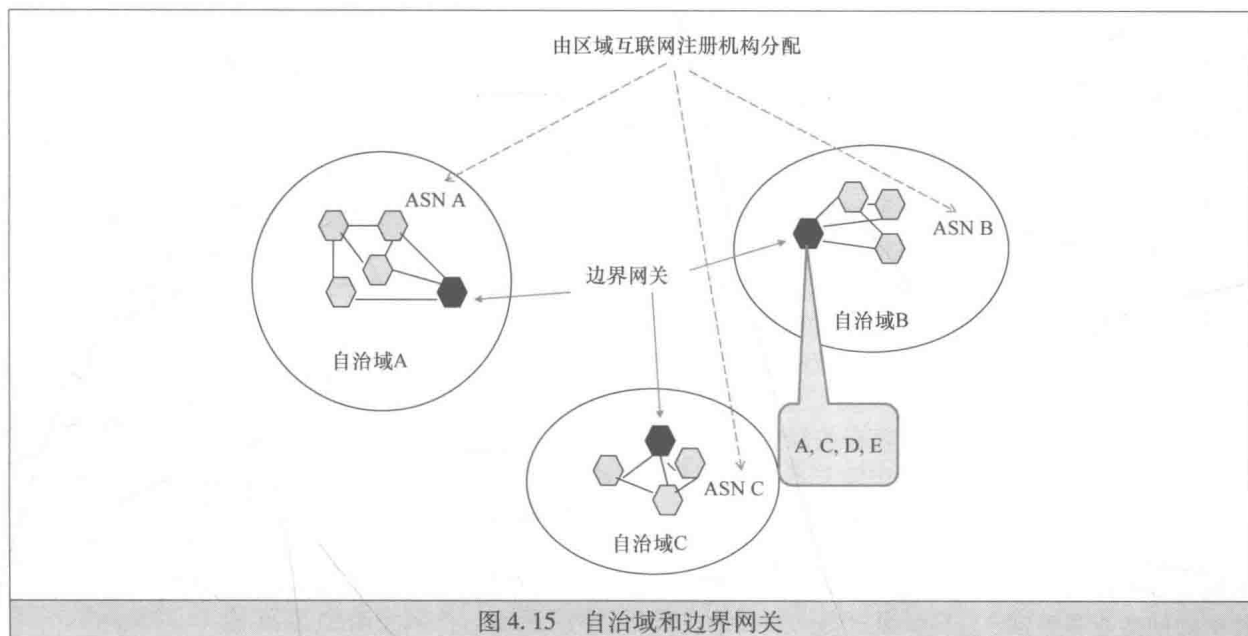 由区域互联网注册机构分配
ASN A
ASN B
边界网关
自治域B
自治域A
A, C, D, E
ASN C
自治域C
图 4.15 自治域和边界网关